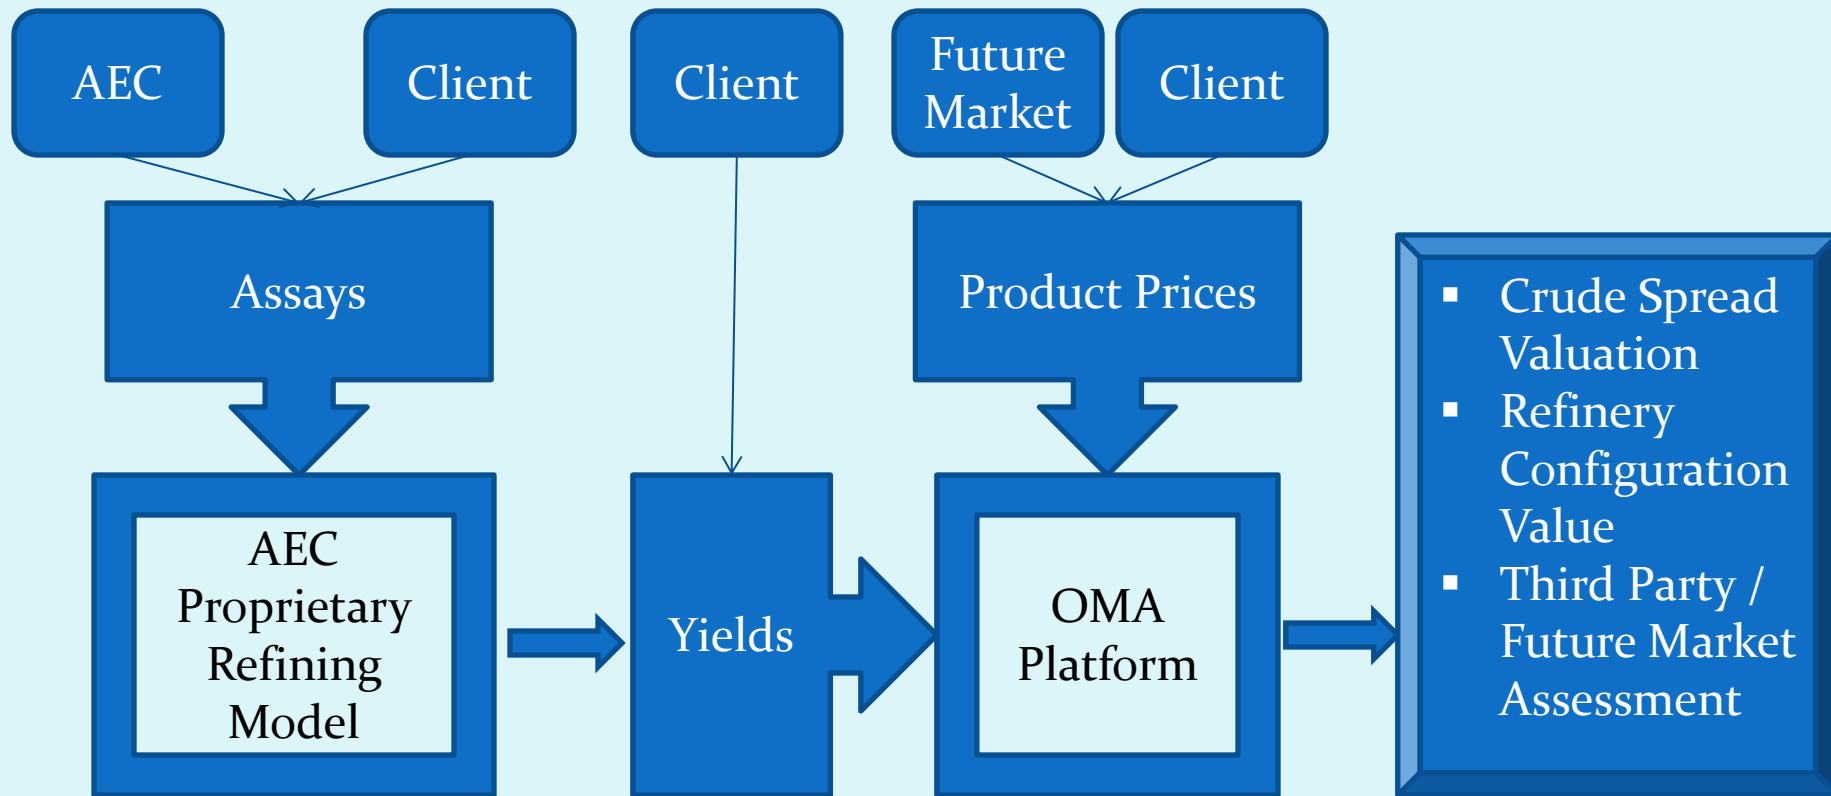 AEC
Client
Client
Future
Market
Client
Assays
Product Prices
AEC
Proprietary
Refining
Model
Yields
OMA
Platform
▪ Crude Spread
Valuation
▪ Refinery
Configuration
Value
▪ Third Party /
Future Market
Assessment